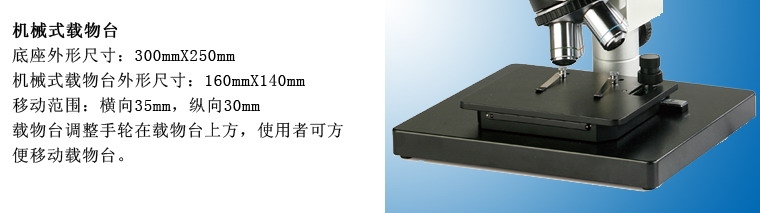 机械式载物台
底座外形尺寸：300mmX250mm
机械式载物台外形尺寸：160mmX140mm
移动范围：横向35mm，纵向30mm
载物台调整手轮在载物台上方，使用者可方
便移动载物台。